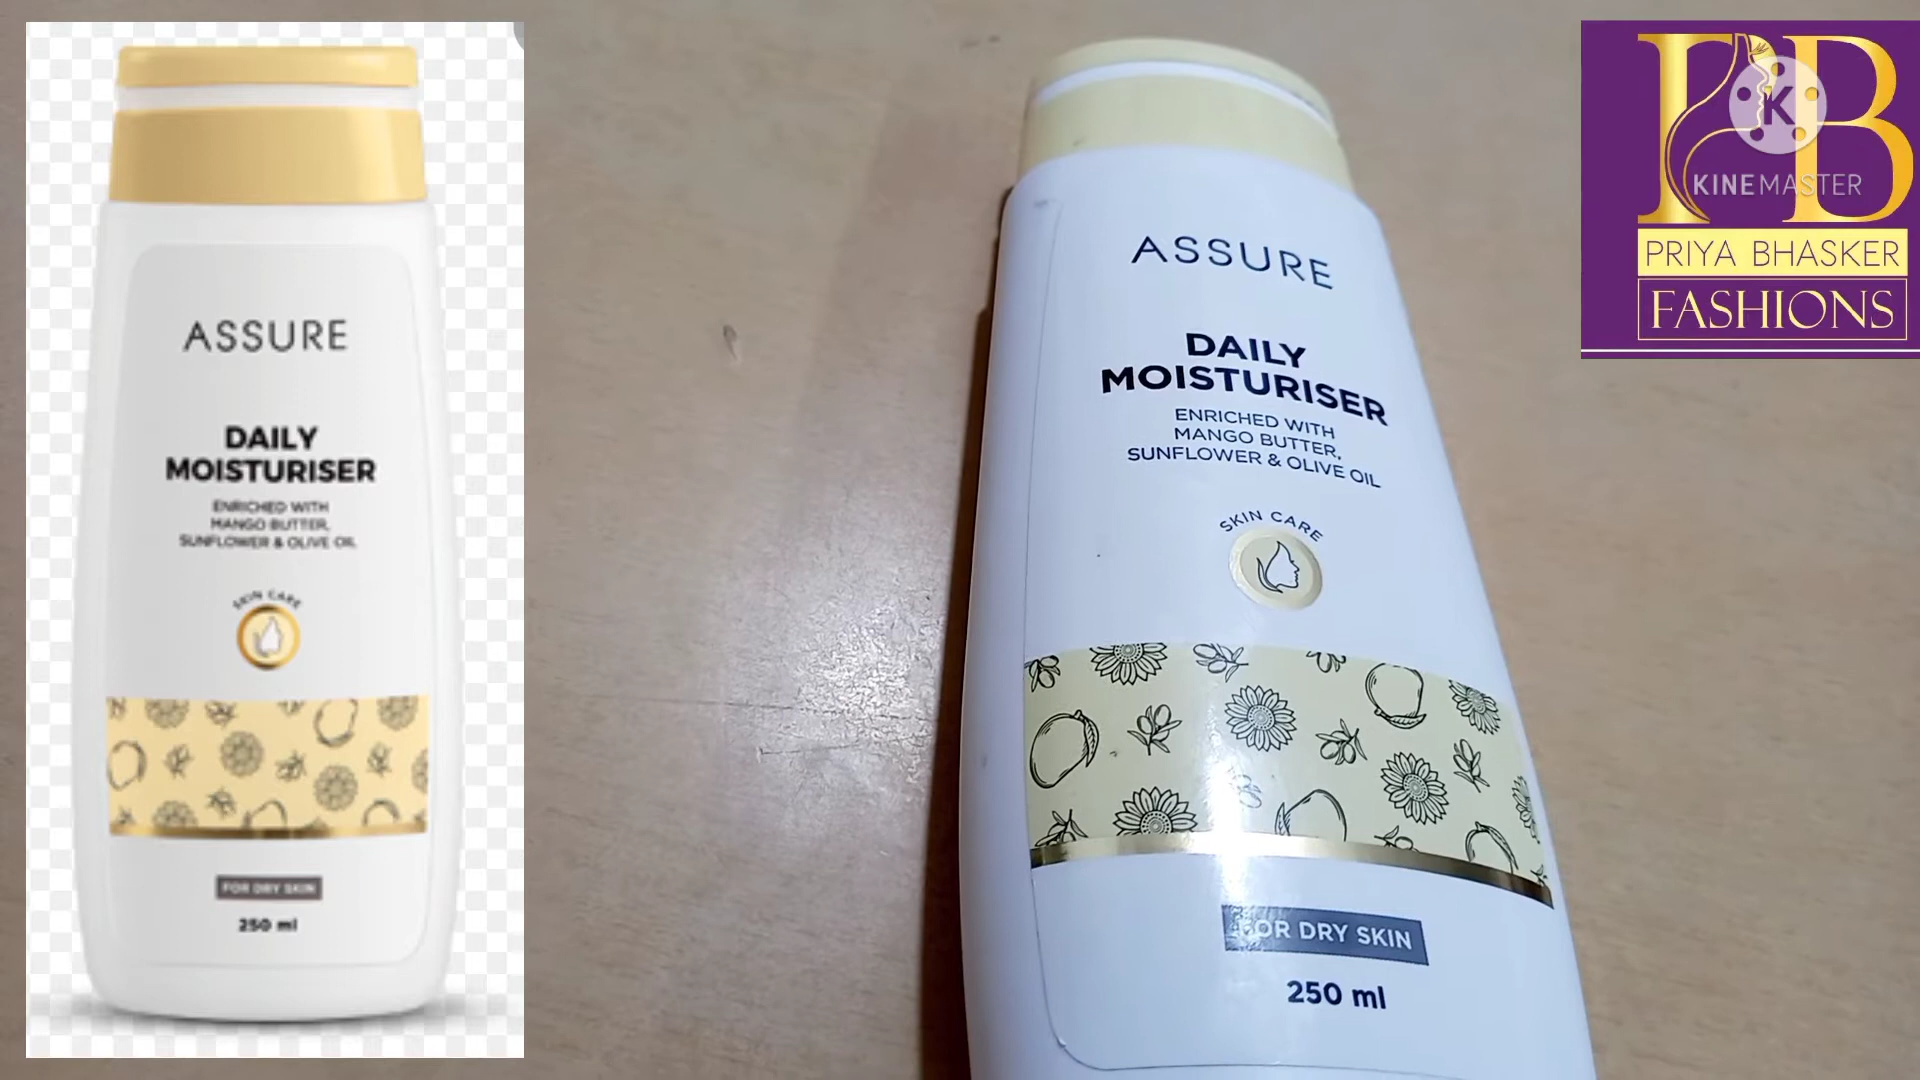 ASSURE
DAILY
MOISTURISER
ENRICHED WITH
MANGO BUTTER,
SUNFLOWER & OLIVE OIL
SKIN CARE
FOR DRY SKIN
250 ml
ASSURE
DAILY
MOISTURISER
ENRICHED WITH
MANGO BUTTER,
SUNFLOWER & OLIVE OIL
SKIN CARE
FOR DRY SKIN
250 ml
PB
K
KINEMASTER
PRIYA BHASKER
FASHIONS